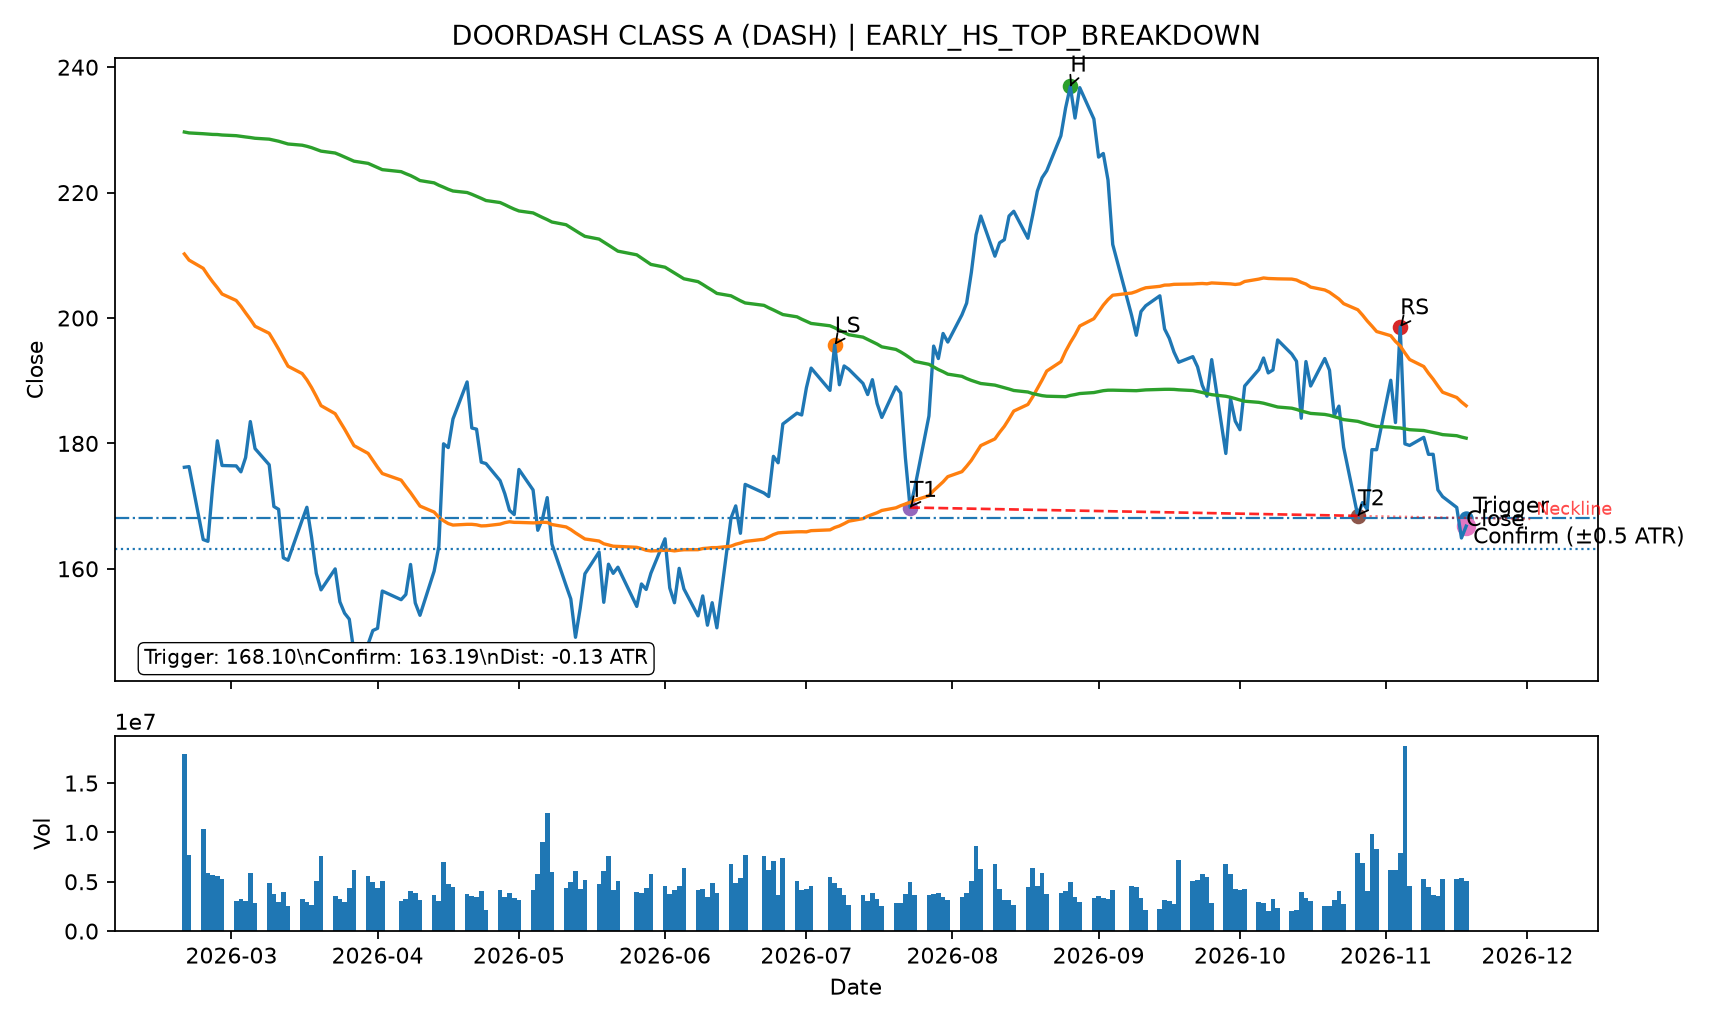 DOORDASH CLASS A (DASH) | EARLY_HS_TOP_BREAKDOWN
240
220
200
180
160
Close
H
LS
RS
T1
T2
Trigger
Neckline
Close
Confirm (±0.5 ATR)
Trigger: 168.10\nConfirm: 163.19\nDist: -0.13 ATR
1e7
1.5
1.0
0.5
0.0
Vol
2026-03
2026-04
2026-05
2026-06
2026-07
2026-08
2026-09
2026-10
2026-11
2026-12
Date